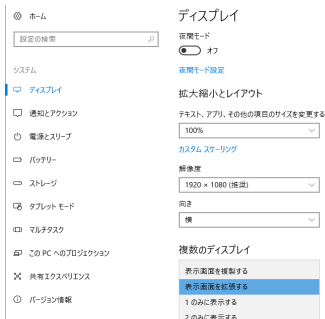 ホーム
設定の検索
システム
ディスプレイ
通知とアクション
電源とスリープ
バッテリー
ストレージ
タブレット モード
マルチタスク
この PC へのプロジェクション
共有エクスペリエンス
バージョン情報
ディスプレイ
夜間モード
オフ
夜間モード設定
拡大縮小とレイアウト
テキスト、アプリ、その他の項目のサイズを変更する
100%
カスタム スケーリング
解像度
1920 × 1080 (推奨)
向き
横
複数のディスプレイ
表示画面を複製する
表示画面を拡張する
1 のみに表示する
2 のみに表示する